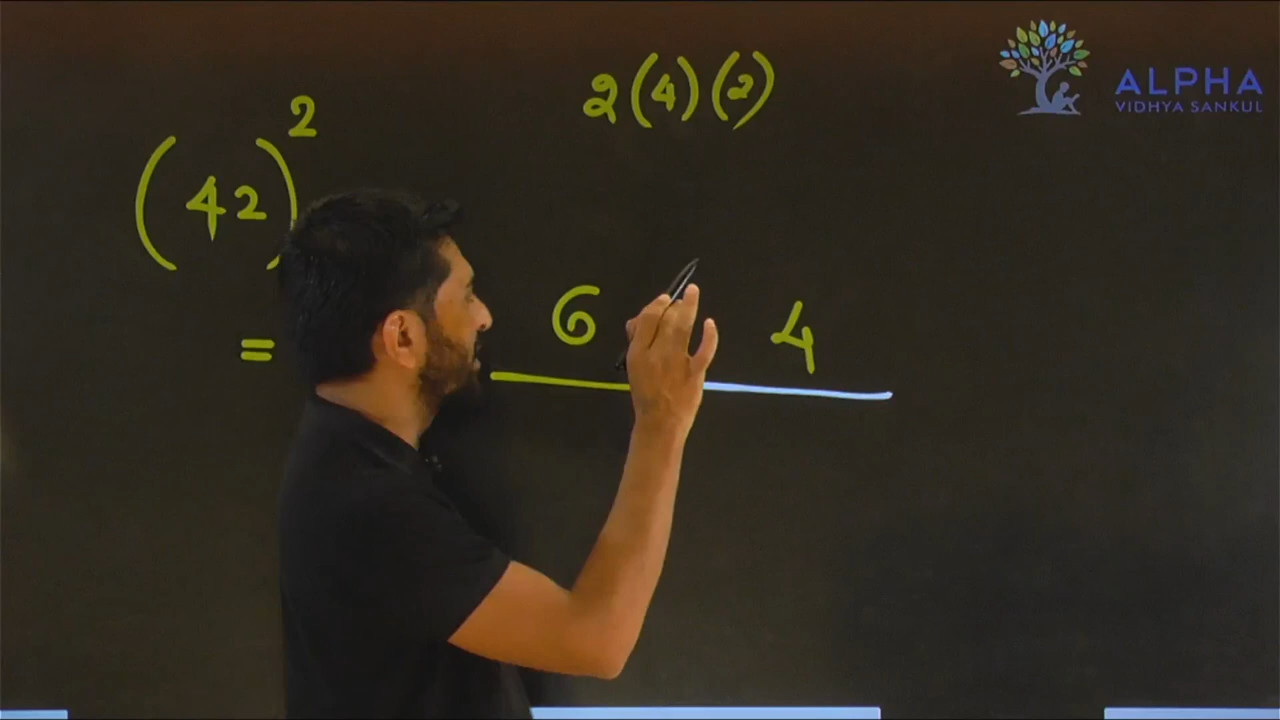 ALPHA
VIDHYA SANKUL
2(4)(2)
(42)²
= 6 4